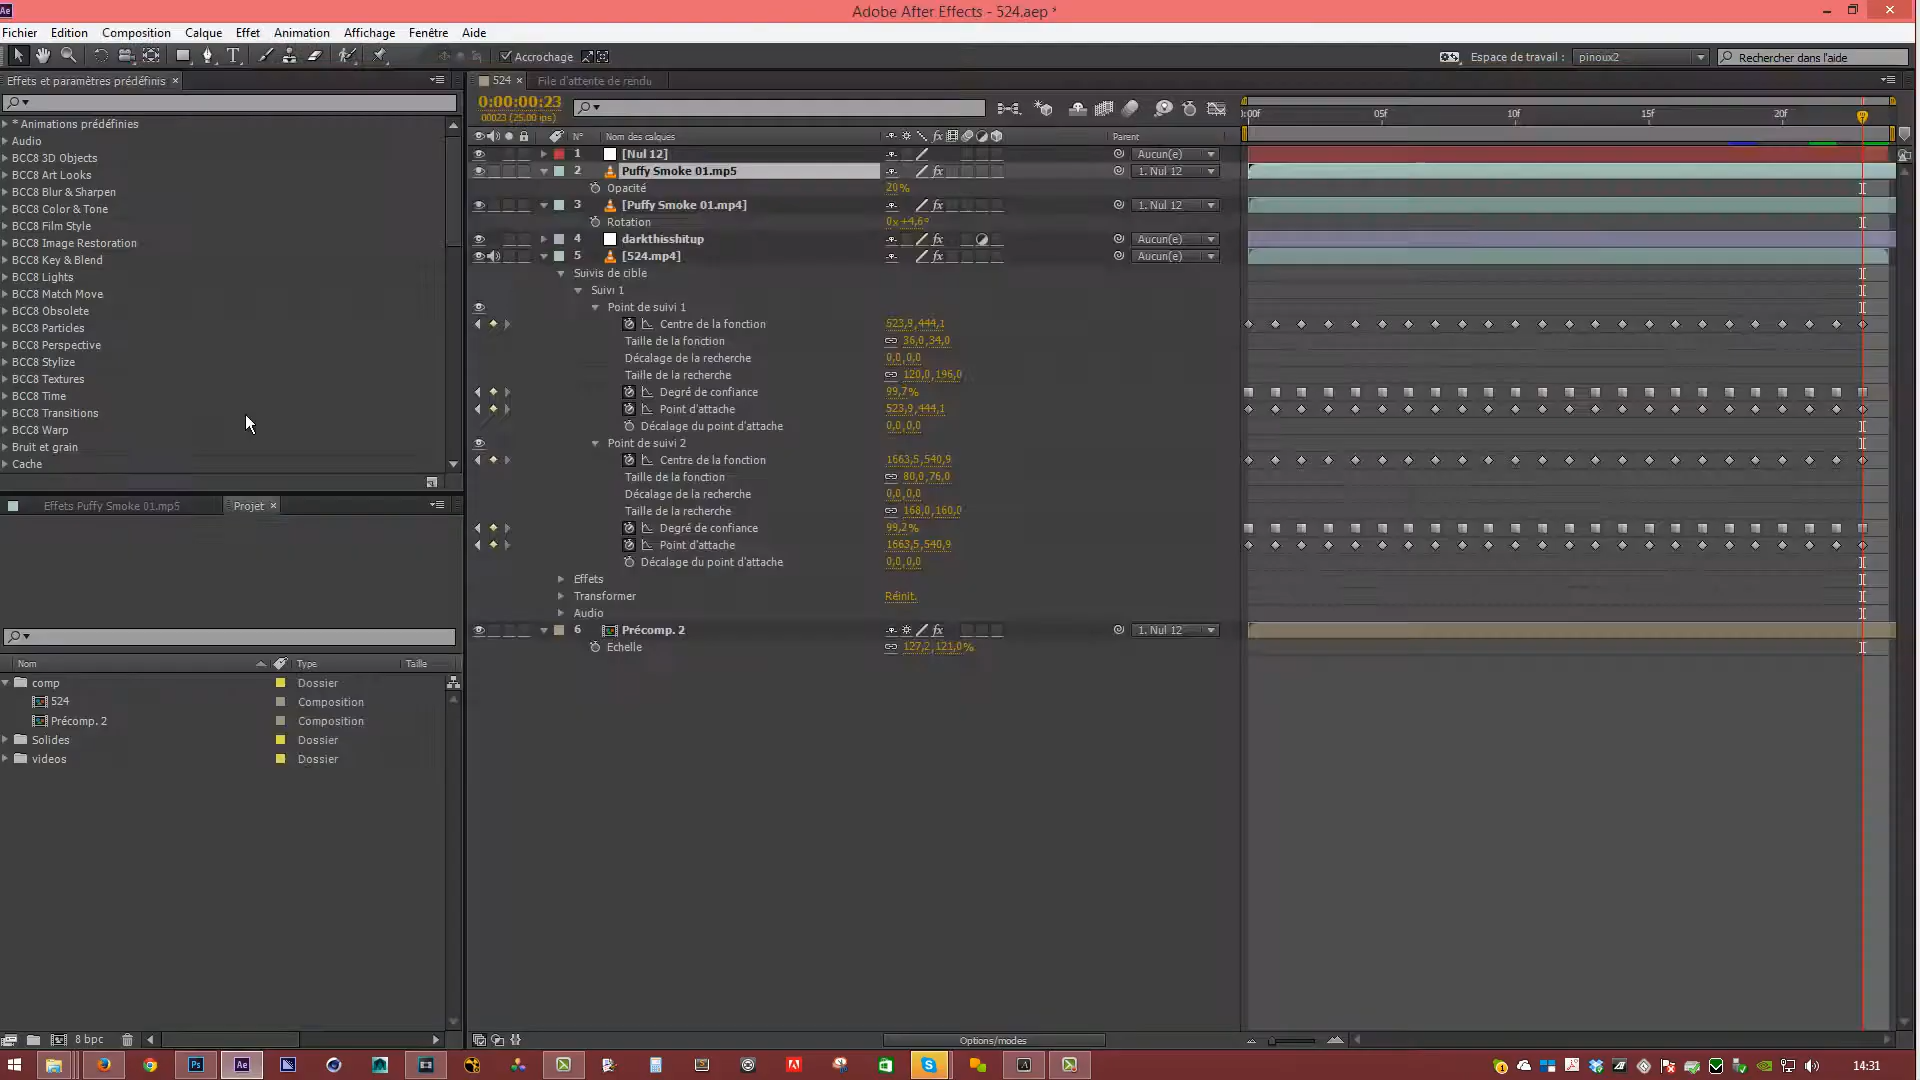 Adobe After Effects - 524.aep *
Fichier Edition Composition Calque Effet Animation Affichage Fenêtre Aide
Accrochage Espace de travail : pinoux2 Rechercher dans l'aide
Effets et paramètres prédéfinis
* Animations prédéfinies
Audio
BCC8 3D Objects
BCC8 Art Looks
BCC8 Blur & Sharpen
BCC8 Color & Tone
BCC8 Film Style
BCC8 Image Restoration
BCC8 Key & Blend
BCC8 Lights
BCC8 Match Move
BCC8 Obsolete
BCC8 Particles
BCC8 Perspective
BCC8 Stylize
BCC8 Textures
BCC8 Time
BCC8 Transitions
BCC8 Warp
Bruit et grain
Cache
Effets Puffy Smoke 01.mp5 Projet
Nom Type Taille
comp Dossier
524 Composition
Précomp. 2 Composition
Solides Dossier
videos Dossier
8 bpc
524 File d'attente de rendu
0:00:00:23
00023 (25.00 ips)
N° Nom des calques Parent
:00f 05f 10f 15f 20f
1 [Nul 12] Aucun(e)
2 Puffy Smoke 01.mp5 1. Nul 12
Opacité 20%
3 [Puffy Smoke 01.mp4] 1. Nul 12
Rotation 0x+4,6°
4 darkthisshitup Aucun(e)
5 [524.mp4] Aucun(e)
Suivis de cible
Suivi 1
Point de suivi 1
Centre de la fonction 523,9,444,1
Taille de la fonction 36,0,34,0
Décalage de la recherche 0,0,0,0
Taille de la recherche 120,0,196,0
Degré de confiance 99,7%
Point d'attache 523,9,444,1
Décalage du point d'attache 0,0,0,0
Point de suivi 2
Centre de la fonction 1663,5,540,9
Taille de la fonction 80,0,76,0
Décalage de la recherche 0,0,0,0
Taille de la recherche 168,0,160,0
Degré de confiance 99,2%
Point d'attache 1663,5,540,9
Décalage du point d'attache 0,0,0,0
Effets
Transformer Réinit.
Audio
6 Précomp. 2 1. Nul 12
Echelle 127,2,121,0%
Options/modes
14:31